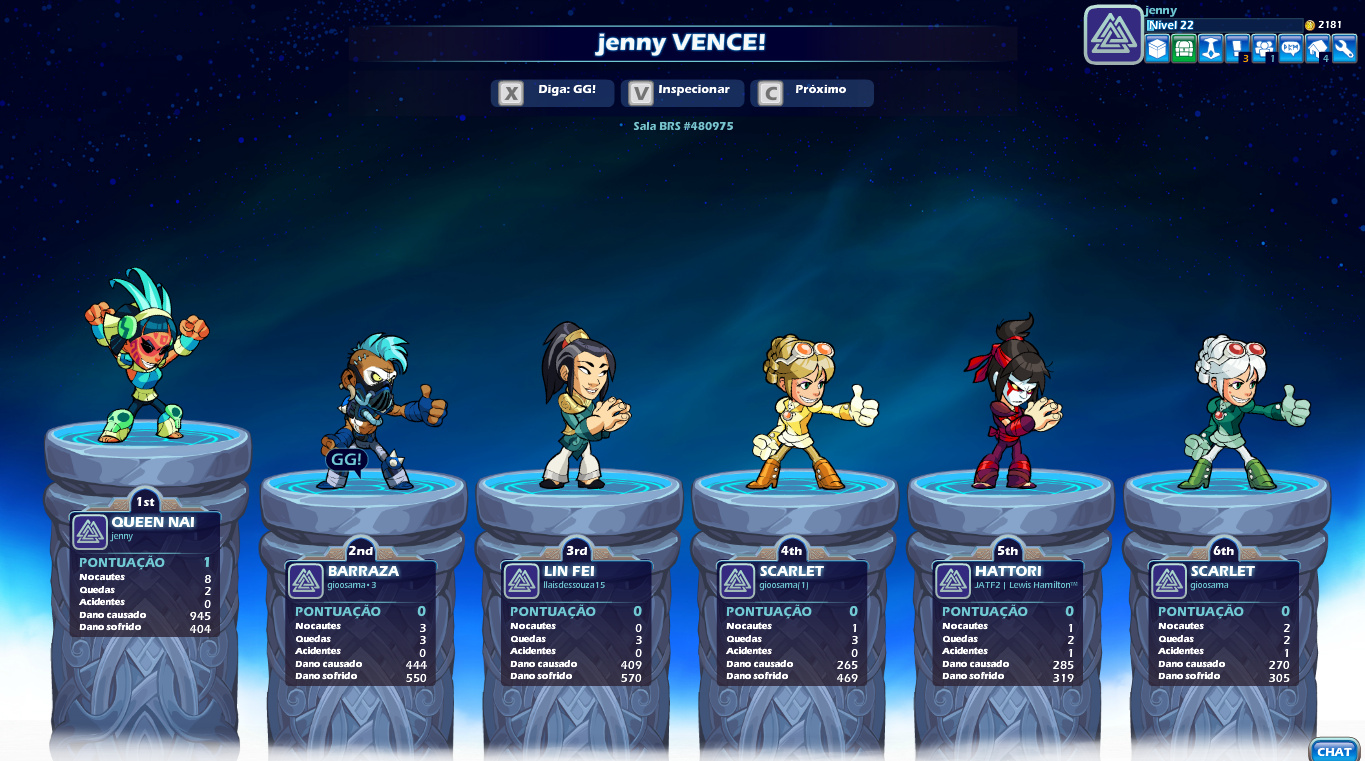 jenny VENCE!
X Diga: GG!
V Inspecionar
C Próximo
Sala BRS #480975
jenny
Nível 22
2181
3
1
4
GG!
1st
QUEEN NAI
jenny
PONTUAÇÃO 1
Nocautes 8
Quedas 2
Acidentes 0
Dano causado 945
Dano sofrido 404
2nd
BARRAZA
gioosama•3
PONTUAÇÃO 0
Nocautes 3
Quedas 3
Acidentes 0
Dano causado 444
Dano sofrido 550
3rd
LIN FEI
llaisdessouza15
PONTUAÇÃO 0
Nocautes 0
Quedas 3
Acidentes 0
Dano causado 409
Dano sofrido 570
4th
SCARLET
gioosama(1)
PONTUAÇÃO 0
Nocautes 1
Quedas 3
Acidentes 0
Dano causado 265
Dano sofrido 469
5th
HATTORI
JATF2 | Lewis Hamilton™
PONTUAÇÃO 0
Nocautes 1
Quedas 2
Acidentes 1
Dano causado 285
Dano sofrido 319
6th
SCARLET
gioosama
PONTUAÇÃO 0
Nocautes 2
Quedas 2
Acidentes 1
Dano causado 270
Dano sofrido 305
CHAT